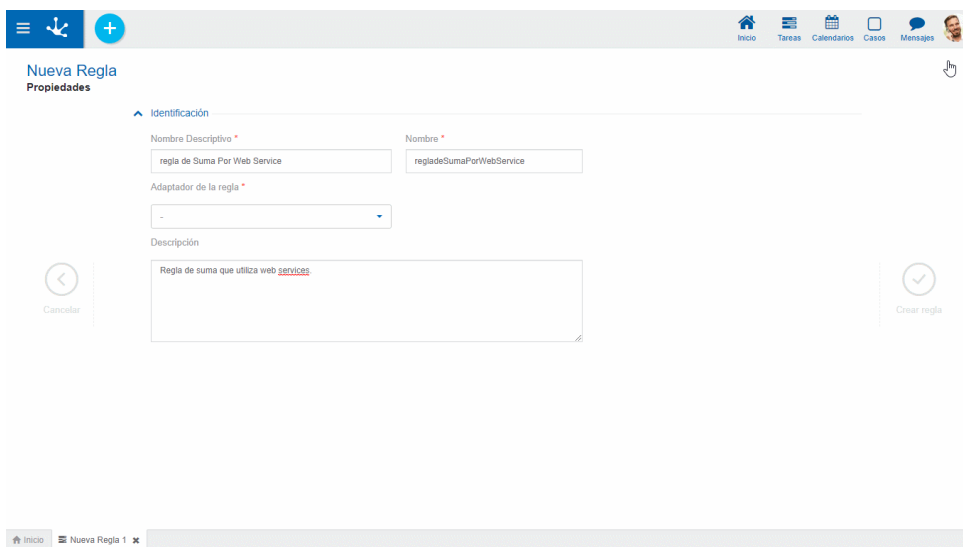 Inicio Tareas Calendarios Casos Mensajes
Nueva Regla
Propiedades
Identificación
Nombre Descriptivo * Nombre *
regla de Suma Por Web Service regladeSumaPorWebService
Adaptador de la regla *
-
Descripción
Regla de suma que utiliza web services.
Cancelar Crear regla
Inicio Nueva Regla 1